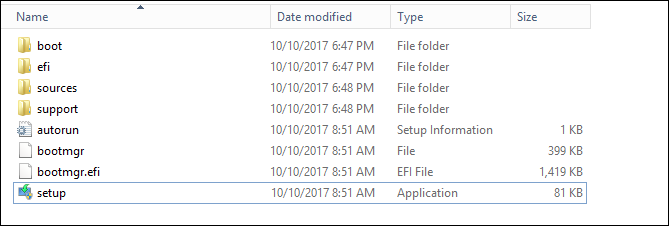 Name Date modified Type Size
boot 10/10/2017 6:47 PM File folder
efi 10/10/2017 6:47 PM File folder
sources 10/10/2017 6:48 PM File folder
support 10/10/2017 6:48 PM File folder
autorun 10/10/2017 8:51 AM Setup Information 1 KB
bootmgr 10/10/2017 8:51 AM File 399 KB
bootmgr.efi 10/10/2017 8:51 AM EFI File 1,419 KB
setup 10/10/2017 8:51 AM Application 81 KB